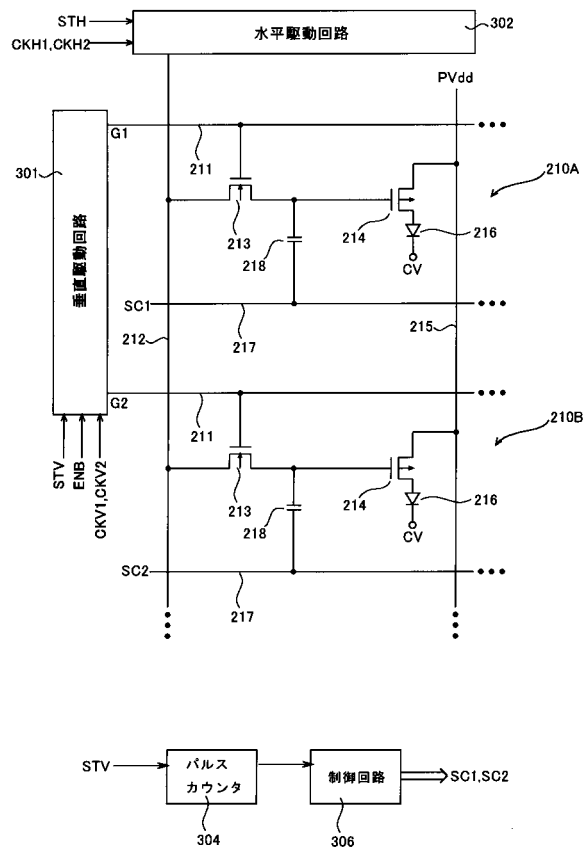 STH
CKH1,CKH2
水平駆動回路
302
PVdd
G1
301
211
垂直駆動回路
213
214
216
210A
218
CV
SC1
212
217
215
G2
211
STV
ENB
CKV1,CKV2
213
214
216
210B
218
CV
SC2
217
STV
パルス
カウンタ
304
制御回路
306
SC1,SC2